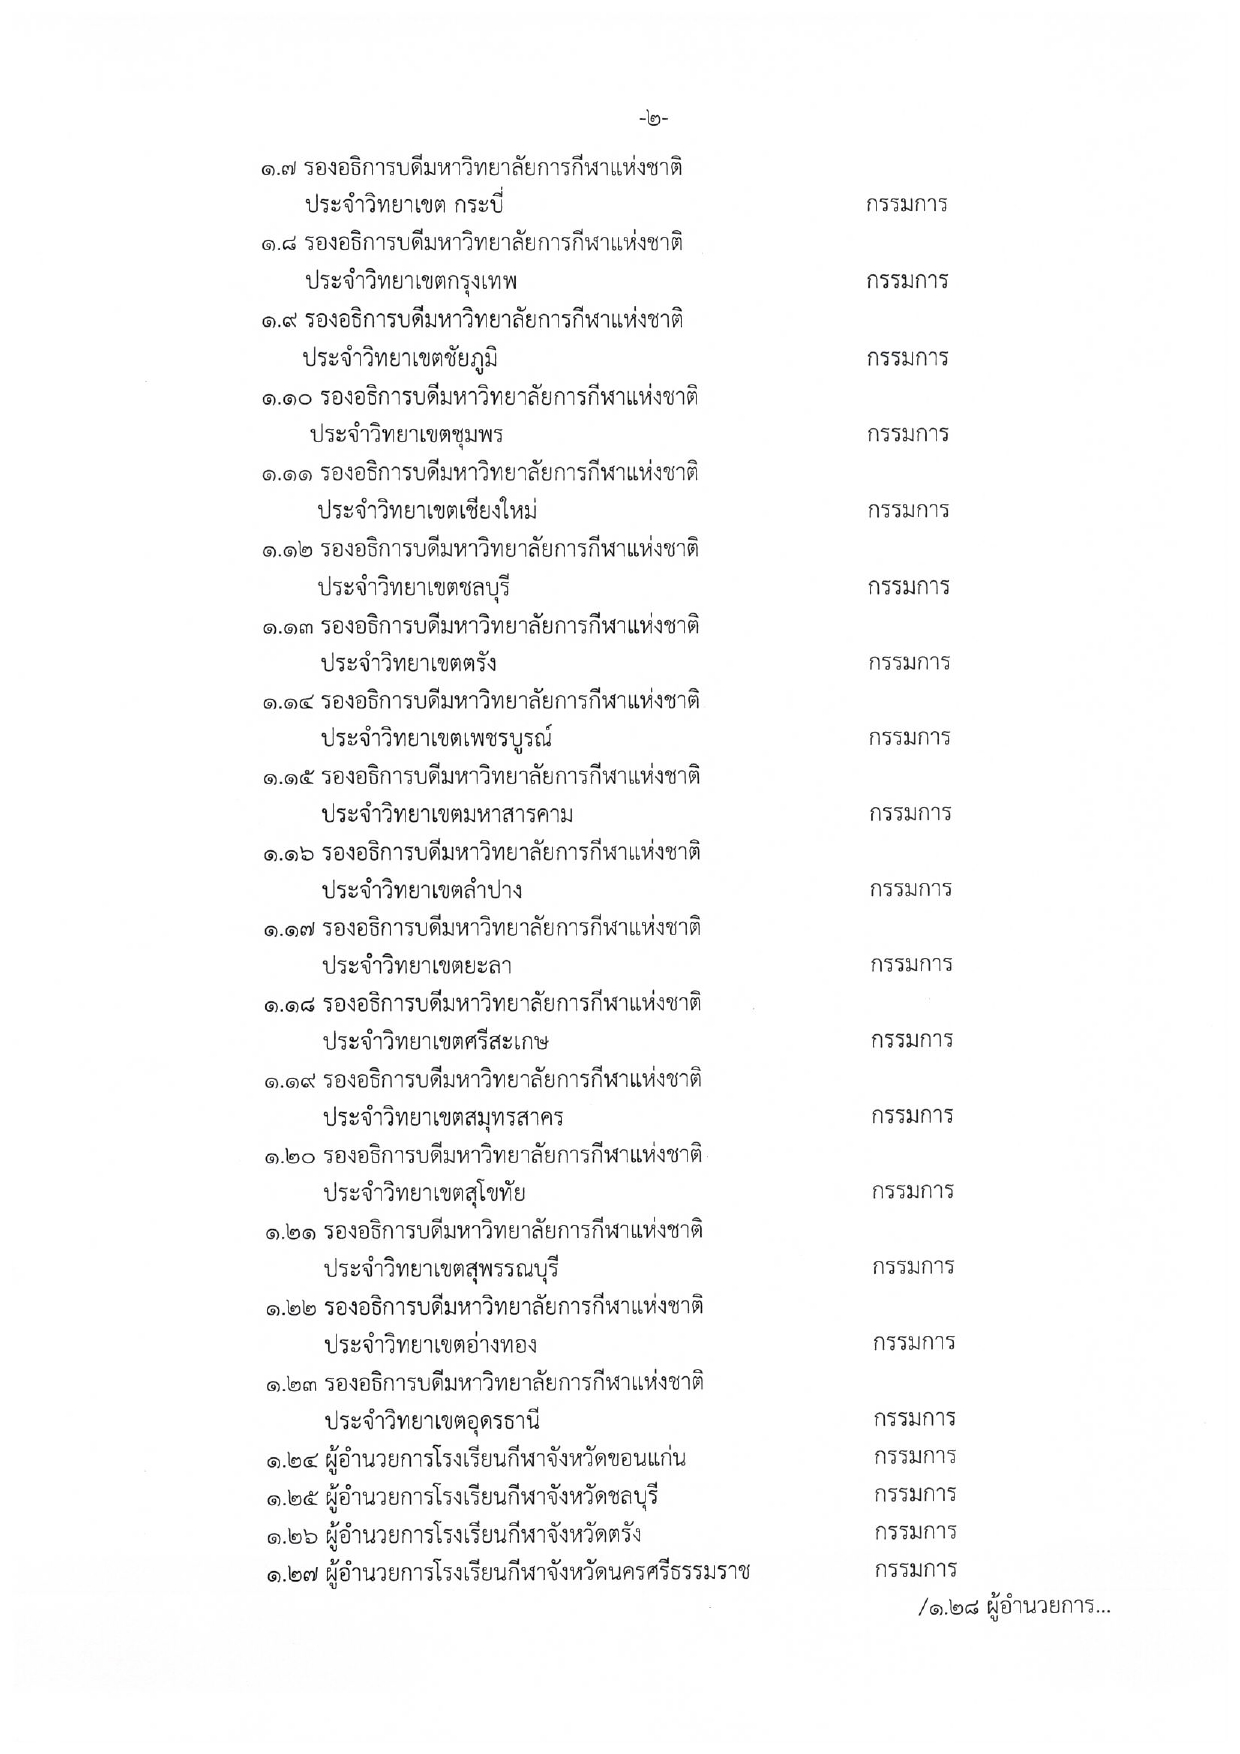 -๒-
๑.๗ รองอธิการบดีมหาวิทยาลัยการกีฬาแห่งชาติ
ประจำวิทยาเขต กระบี่ กรรมการ
๑.๘ รองอธิการบดีมหาวิทยาลัยการกีฬาแห่งชาติ
ประจำวิทยาเขตกรุงเทพ กรรมการ
๑.๙ รองอธิการบดีมหาวิทยาลัยการกีฬาแห่งชาติ
ประจำวิทยาเขตชัยภูมิ กรรมการ
๑.๑๐ รองอธิการบดีมหาวิทยาลัยการกีฬาแห่งชาติ
ประจำวิทยาเขตชุมพร กรรมการ
๑.๑๑ รองอธิการบดีมหาวิทยาลัยการกีฬาแห่งชาติ
ประจำวิทยาเขตเชียงใหม่ กรรมการ
๑.๑๒ รองอธิการบดีมหาวิทยาลัยการกีฬาแห่งชาติ
ประจำวิทยาเขตชลบุรี กรรมการ
๑.๑๓ รองอธิการบดีมหาวิทยาลัยการกีฬาแห่งชาติ
ประจำวิทยาเขตตรัง กรรมการ
๑.๑๔ รองอธิการบดีมหาวิทยาลัยการกีฬาแห่งชาติ
ประจำวิทยาเขตเพชรบูรณ์ กรรมการ
๑.๑๕ รองอธิการบดีมหาวิทยาลัยการกีฬาแห่งชาติ
ประจำวิทยาเขตมหาสารคาม กรรมการ
๑.๑๖ รองอธิการบดีมหาวิทยาลัยการกีฬาแห่งชาติ
ประจำวิทยาเขตลำปาง กรรมการ
๑.๑๗ รองอธิการบดีมหาวิทยาลัยการกีฬาแห่งชาติ
ประจำวิทยาเขตยะลา กรรมการ
๑.๑๘ รองอธิการบดีมหาวิทยาลัยการกีฬาแห่งชาติ
ประจำวิทยาเขตศรีสะเกษ กรรมการ
๑.๑๙ รองอธิการบดีมหาวิทยาลัยการกีฬาแห่งชาติ
ประจำวิทยาเขตสมุทรสาคร กรรมการ
๑.๒๐ รองอธิการบดีมหาวิทยาลัยการกีฬาแห่งชาติ
ประจำวิทยาเขตสุโขทัย กรรมการ
๑.๒๑ รองอธิการบดีมหาวิทยาลัยการกีฬาแห่งชาติ
ประจำวิทยาเขตสุพรรณบุรี กรรมการ
๑.๒๒ รองอธิการบดีมหาวิทยาลัยการกีฬาแห่งชาติ
ประจำวิทยาเขตอ่างทอง กรรมการ
๑.๒๓ รองอธิการบดีมหาวิทยาลัยการกีฬาแห่งชาติ
ประจำวิทยาเขตอุดรธานี กรรมการ
๑.๒๔ ผู้อำนวยการโรงเรียนกีฬาจังหวัดขอนแก่น กรรมการ
๑.๒๕ ผู้อำนวยการโรงเรียนกีฬาจังหวัดชลบุรี กรรมการ
๑.๒๖ ผู้อำนวยการโรงเรียนกีฬาจังหวัดตรัง กรรมการ
๑.๒๗ ผู้อำนวยการโรงเรียนกีฬาจังหวัดนครศรีธรรมราช กรรมการ
/๑.๒๘ ผู้อำนวยการ...